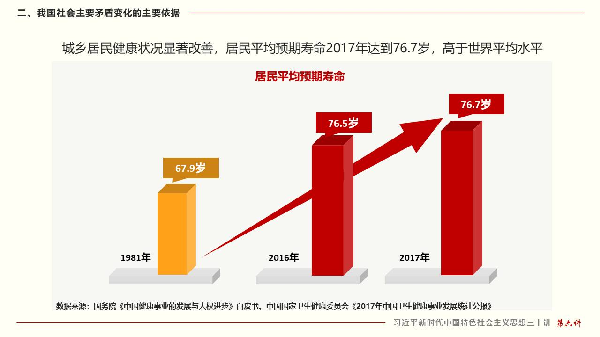 二、我国社会主要矛盾变化的主要依据
城乡居民健康状况显著改善，居民平均预期寿命2017年达到76.7岁，高于世界平均水平
居民平均预期寿命
76.7岁
76.5岁
67.9岁
1981年
2016年
2017年
数据来源：国务院《中国健康事业的发展与人权进步》白皮书、中国国家卫生健康委员会《2017年中国卫生健康事业发展统计公报》
习近平新时代中国特色社会主义思想三十讲